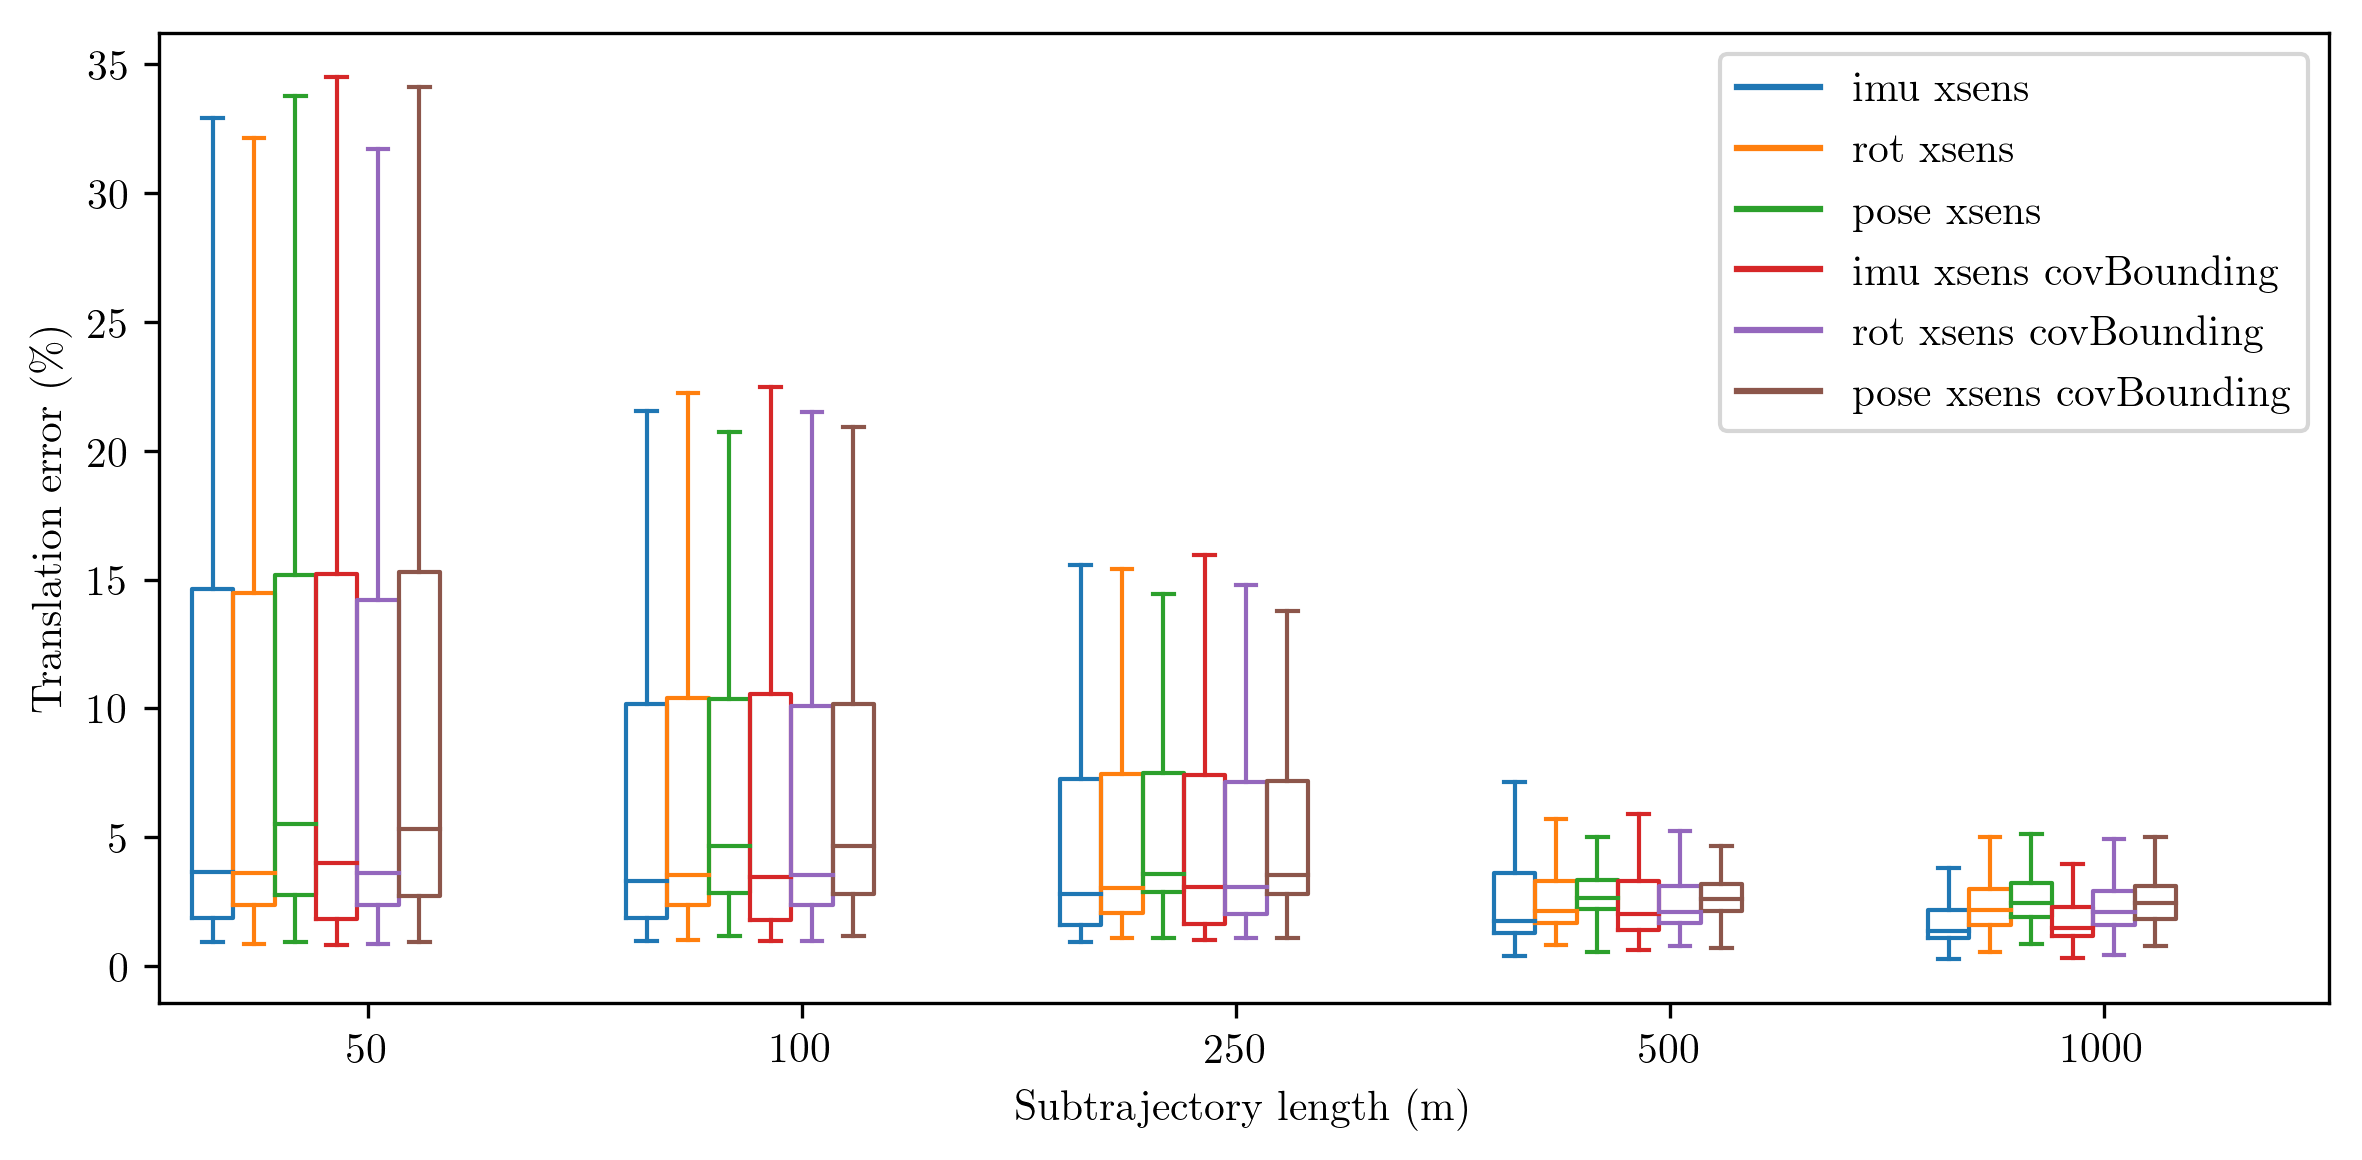 35
30
25
20
15
10
5
0
Translation error (%)
50 100 250 500 1000
Subtrajectory length (m)
imu xsens
rot xsens
pose xsens
imu xsens covBounding
rot xsens covBounding
pose xsens covBounding